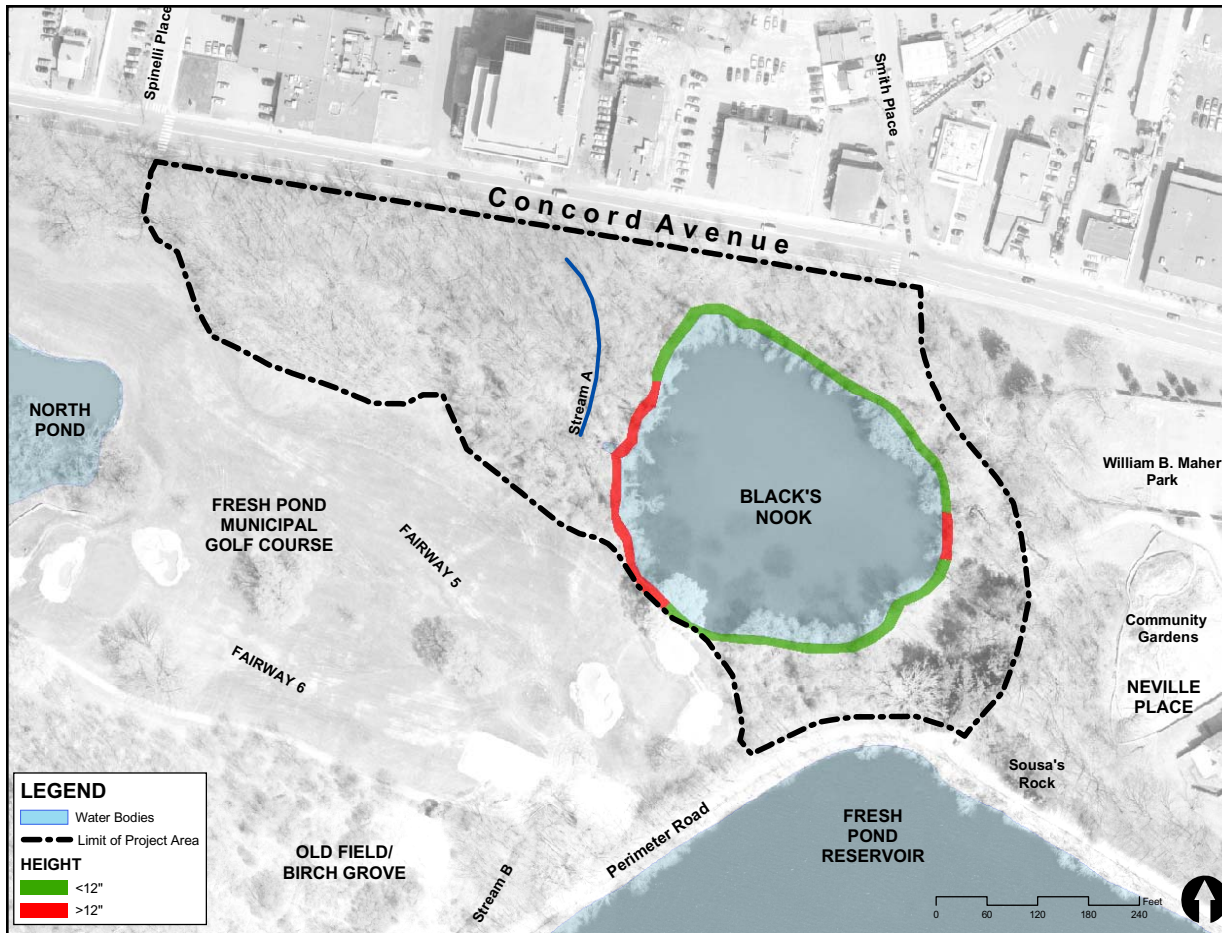 Spinelli Place
Smith Place
Concord Avenue
Stream A
NORTH
POND
William B. Maher
Park
BLACK'S
NOOK
FRESH POND
MUNICIPAL
GOLF COURSE
FAIRWAY 5
Community
Gardens
FAIRWAY 6
NEVILLE
PLACE
Sousa's
Rock
LEGEND
Water Bodies
Limit of Project Area
HEIGHT
<12"
>12"
OLD FIELD/
BIRCH GROVE
Stream B
Perimeter Road
FRESH
POND
RESERVOIR
Feet
0 60 120 180 240